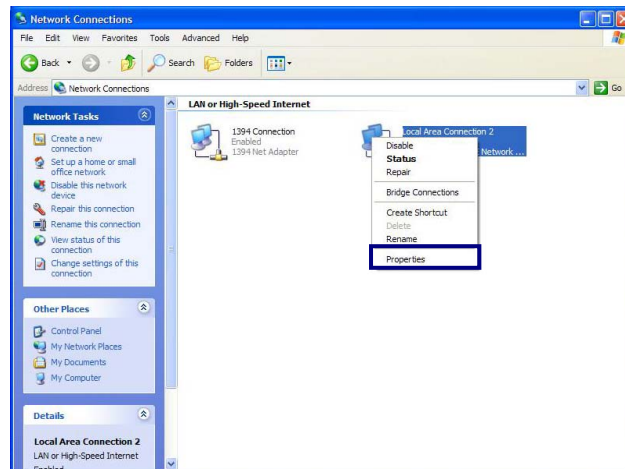 Network Connections
File Edit View Favorites Tools Advanced Help
Back Search Folders
Address Network Connections Go
Network Tasks
Create a new
connection
Set up a home or small
office network
Disable this network
device
Repair this connection
Rename this connection
View status of this
connection
Change settings of this
connection
Other Places
Control Panel
My Network Places
My Documents
My Computer
Details
Local Area Connection 2
LAN or High-Speed Internet
Enabled
LAN or High-Speed Internet
1394 Connection
Enabled
1394 Net Adapter
Local Area Connection 2
Network ...
Disable
Status
Repair
Bridge Connections
Create Shortcut
Delete
Rename
Properties